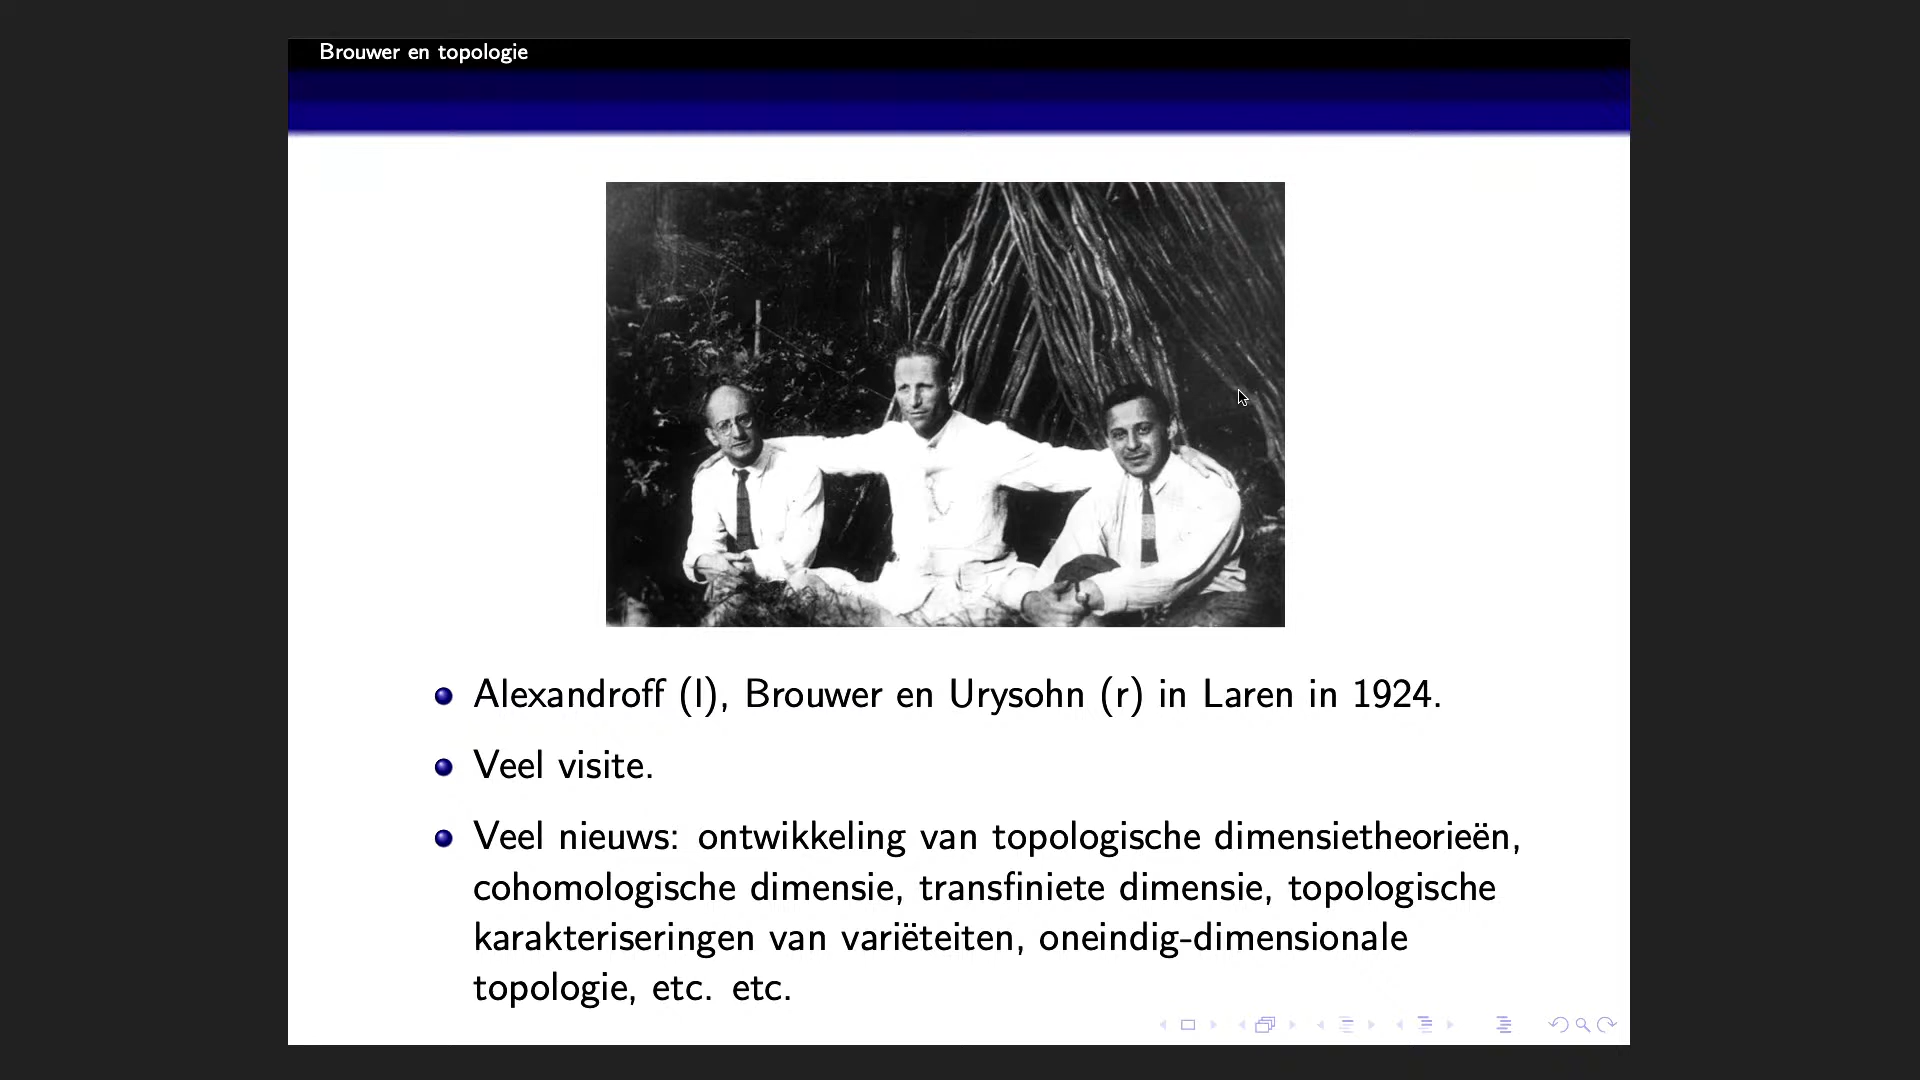 Brouwer en topologie
Alexandroff (l), Brouwer en Urysohn (r) in Laren in 1924.
Veel visite.
Veel nieuws: ontwikkeling van topologische dimensietheorieën,
cohomologische dimensie, transfiniete dimensie, topologische
karakteriseringen van variëteiten, oneindig-dimensionale
topologie, etc. etc.